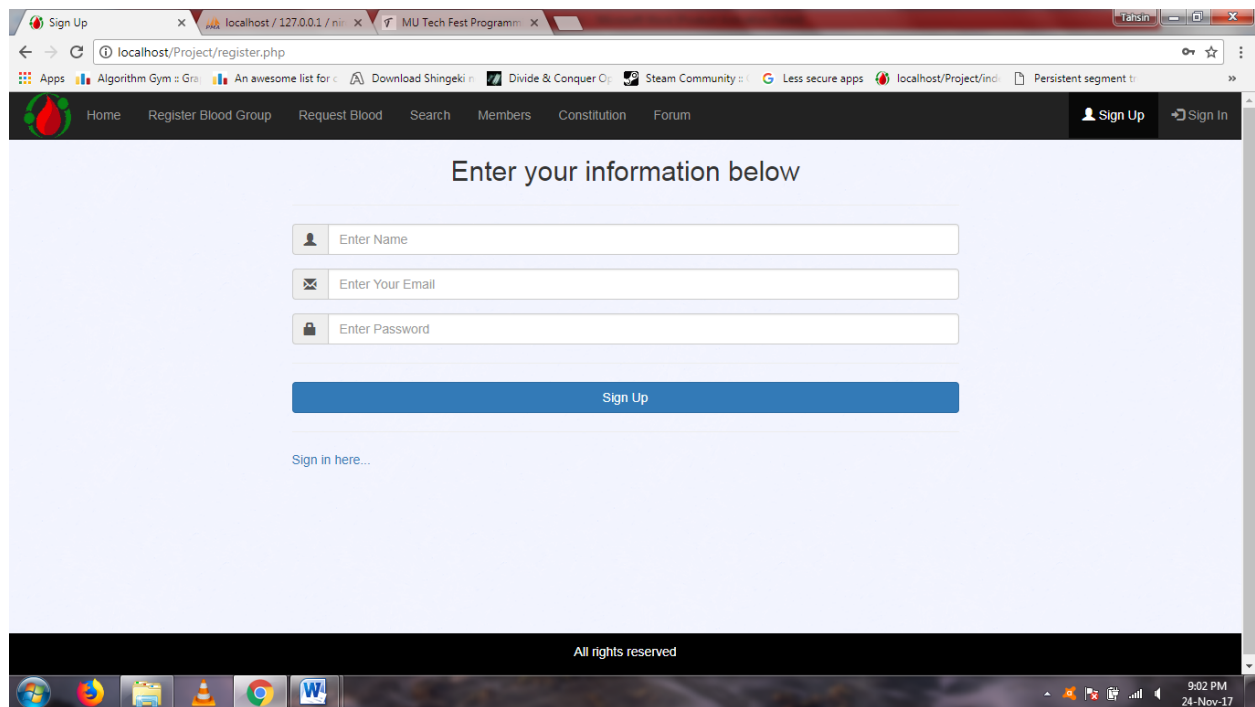 Sign Up
localhost / 127.0.0.1 / nin
MU Tech Fest Programm
Tahsin
localhost/Project/register.php
Apps
Algorithm Gym :: Gra
An awesome list for c
Download Shingeki n
Divide & Conquer Op
Steam Community ::
Less secure apps
localhost/Project/ind
Persistent segment tr
»
Home
Register Blood Group
Request Blood
Search
Members
Constitution
Forum
Sign Up
Sign In
Enter your information below
Enter Name
Enter Your Email
Enter Password
Sign Up
Sign in here...
All rights reserved
9:02 PM
24-Nov-17